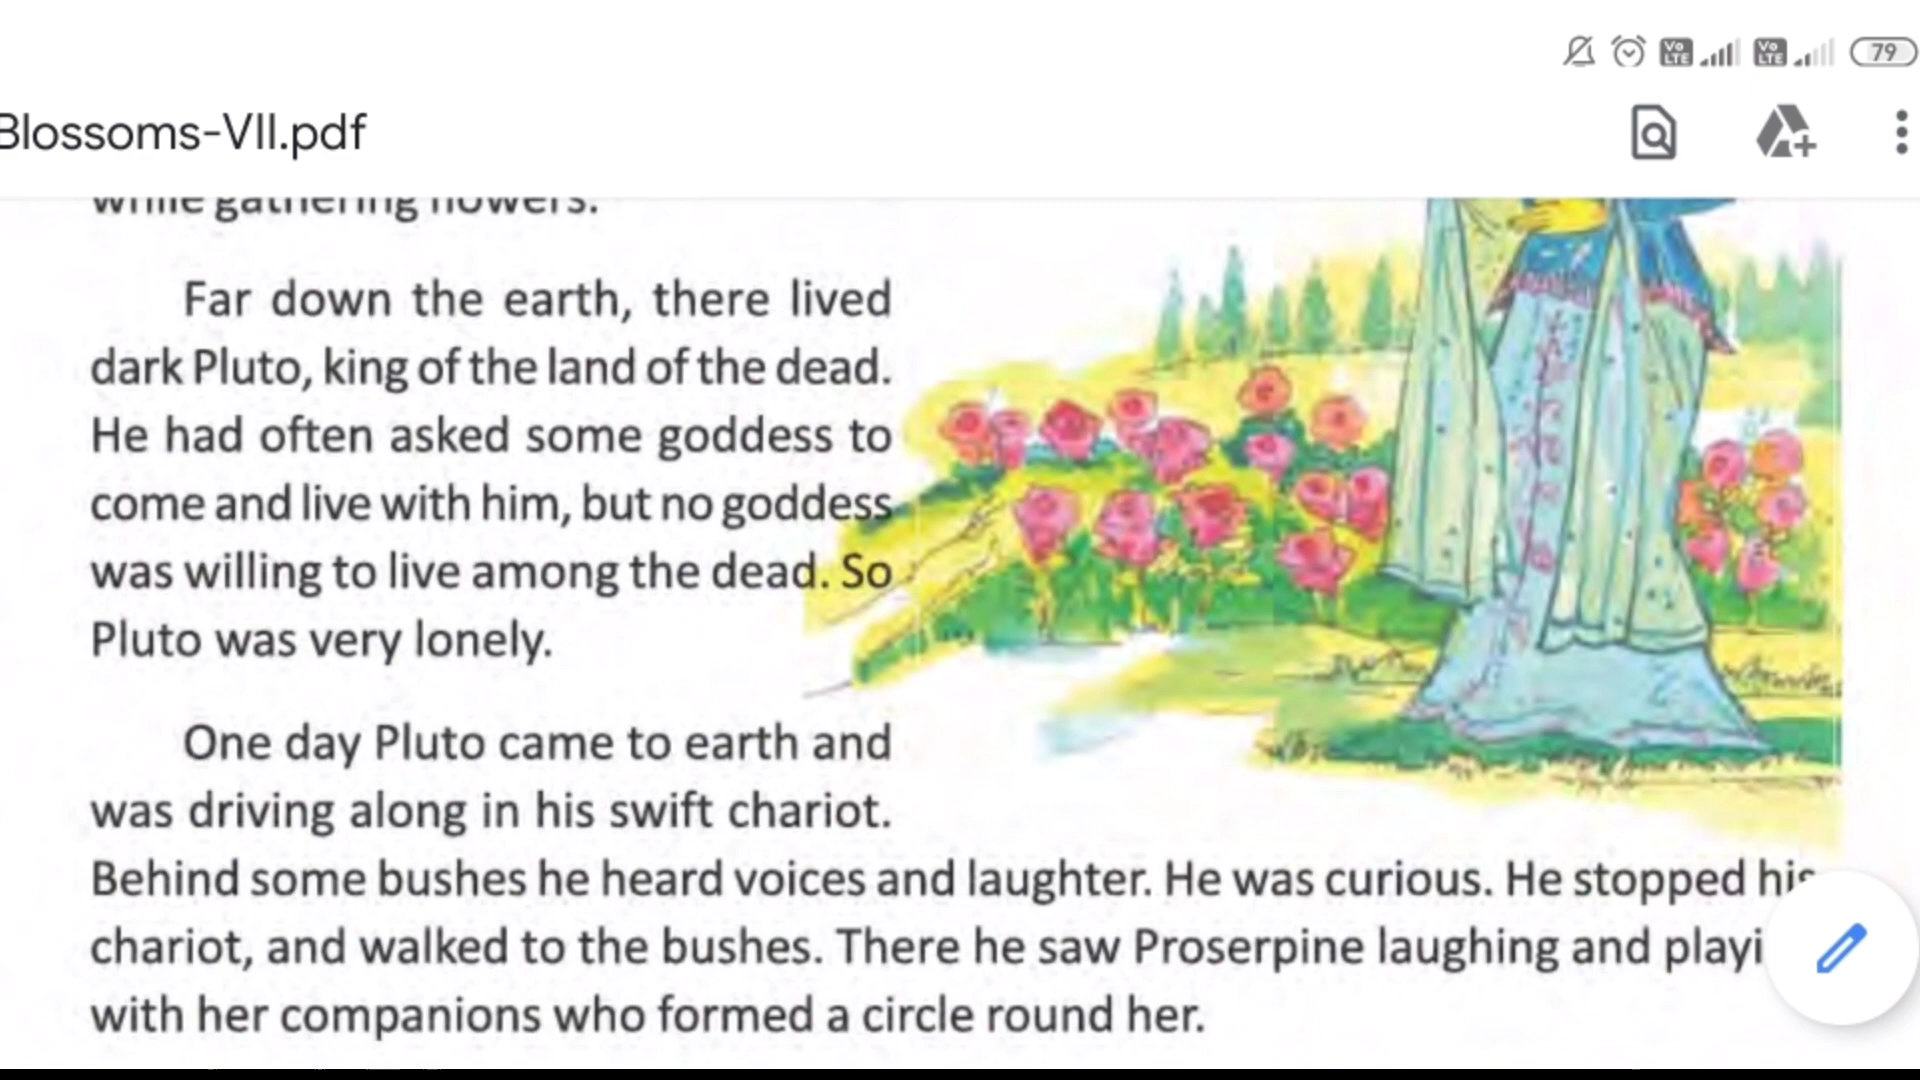 79
Blossoms-VII.pdf
while gathering flowers.
Far down the earth, there lived
dark Pluto, king of the land of the dead.
He had often asked some goddess to
come and live with him, but no goddess
was willing to live among the dead. So
Pluto was very lonely.
One day Pluto came to earth and
was driving along in his swift chariot.
Behind some bushes he heard voices and laughter. He was curious. He stopped his
chariot, and walked to the bushes. There he saw Proserpine laughing and playi
with her companions who formed a circle round her.